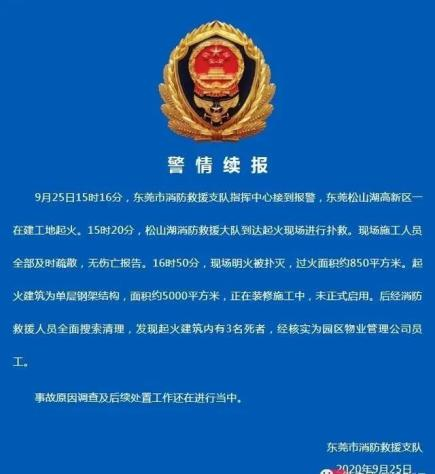 警情续报
9月25日15时16分，东莞市消防救援支队指挥中心接到报警，东莞松山湖高新区一
在建工地起火。15时20分，松山湖消防救援大队到达起火现场进行扑救。现场施工人员
全部及时疏散，无伤亡报告。16时50分，现场明火被扑灭，过火面积约850平方米。起
火建筑为单层钢架结构，面积约5000平方米，正在装修施工中，未正式启用。后经消防
救援人员全面搜索清理，发现起火建筑内有3名死者，经核实为园区物业管理公司员
工。
事故原因调查及后续处置工作还在进行当中。
东莞市消防救援支队
2020年9月25日